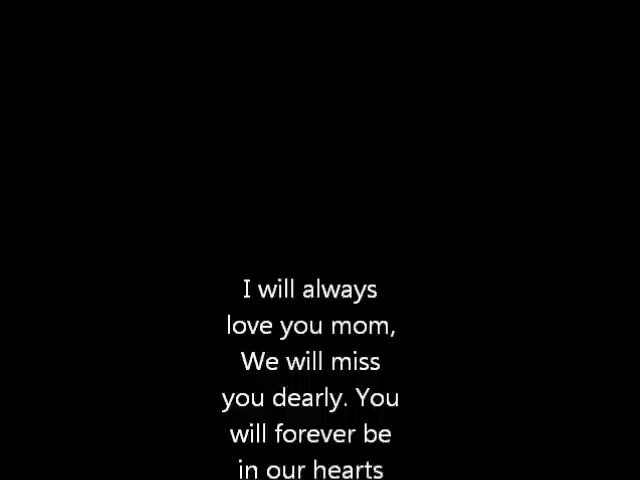 I will always
love you mom,
We will miss
you dearly. You
will forever be
in our hearts